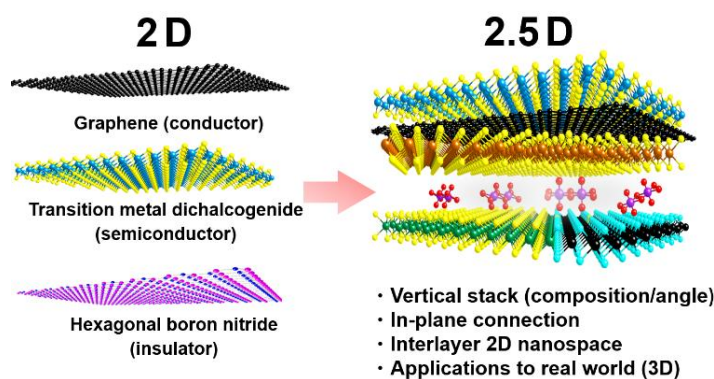 2D
Graphene (conductor)
Transition metal dichalcogenide
(semiconductor)
Hexagonal boron nitride
(insulator)
2.5D
・Vertical stack (composition/angle)
・In-plane connection
・Interlayer 2D nanospace
・Applications to real world (3D)